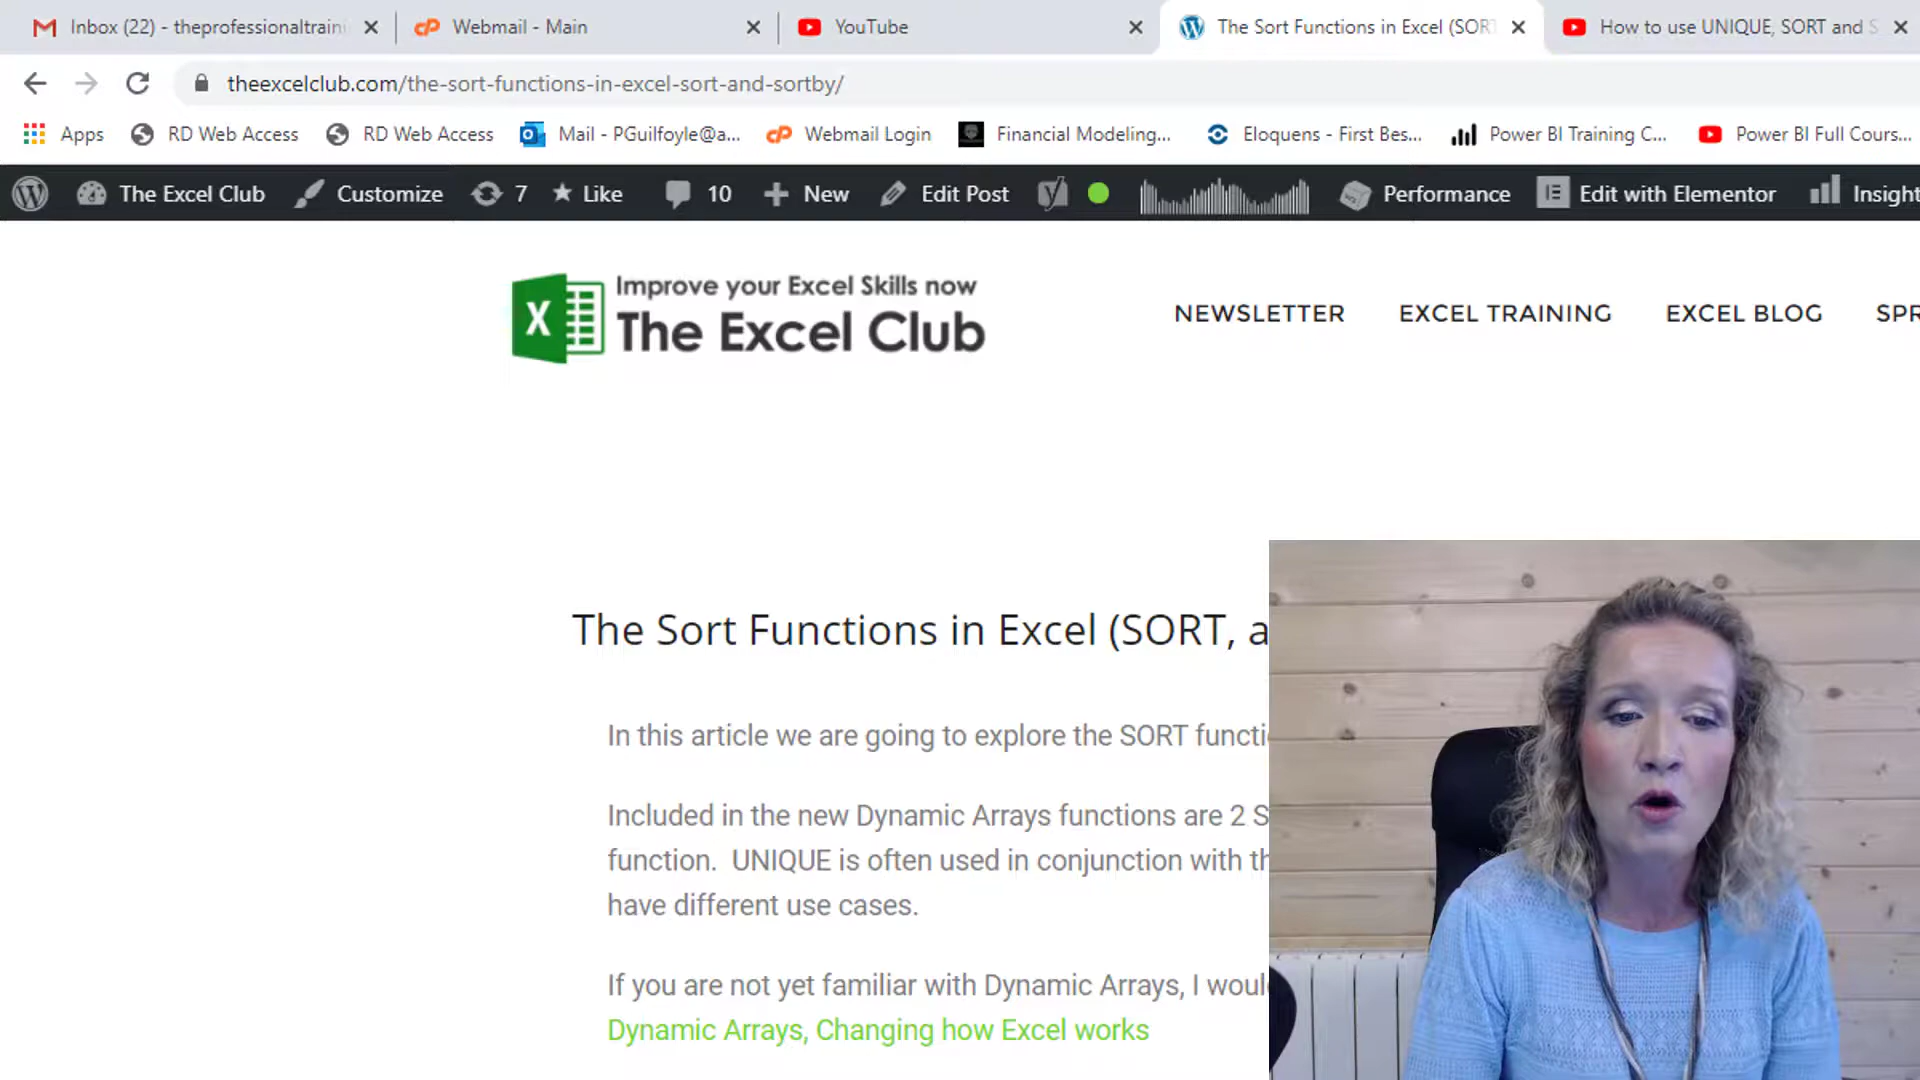 Inbox (22) - theprofessionaltraini
Webmail - Main
YouTube
The Sort Functions in Excel (SOR
How to use UNIQUE, SORT and S
theexcelclub.com/the-sort-functions-in-excel-sort-and-sortby/
Apps
RD Web Access
RD Web Access
Mail - PGuilfoyle@a...
Webmail Login
Financial Modeling...
Eloquens - First Bes...
Power BI Training C...
Power BI Full Cours...
The Excel Club
Customize
7
Like
10
New
Edit Post
Performance
Edit with Elementor
Insight
Improve your Excel Skills now
The Excel Club
NEWSLETTER
EXCEL TRAINING
EXCEL BLOG
SPR
The Sort Functions in Excel (SORT, a
In this article we are going to explore the SORT functi
Included in the new Dynamic Arrays functions are 2 S
function. UNIQUE is often used in conjunction with th
have different use cases.
If you are not yet familiar with Dynamic Arrays, I woul
Dynamic Arrays, Changing how Excel works